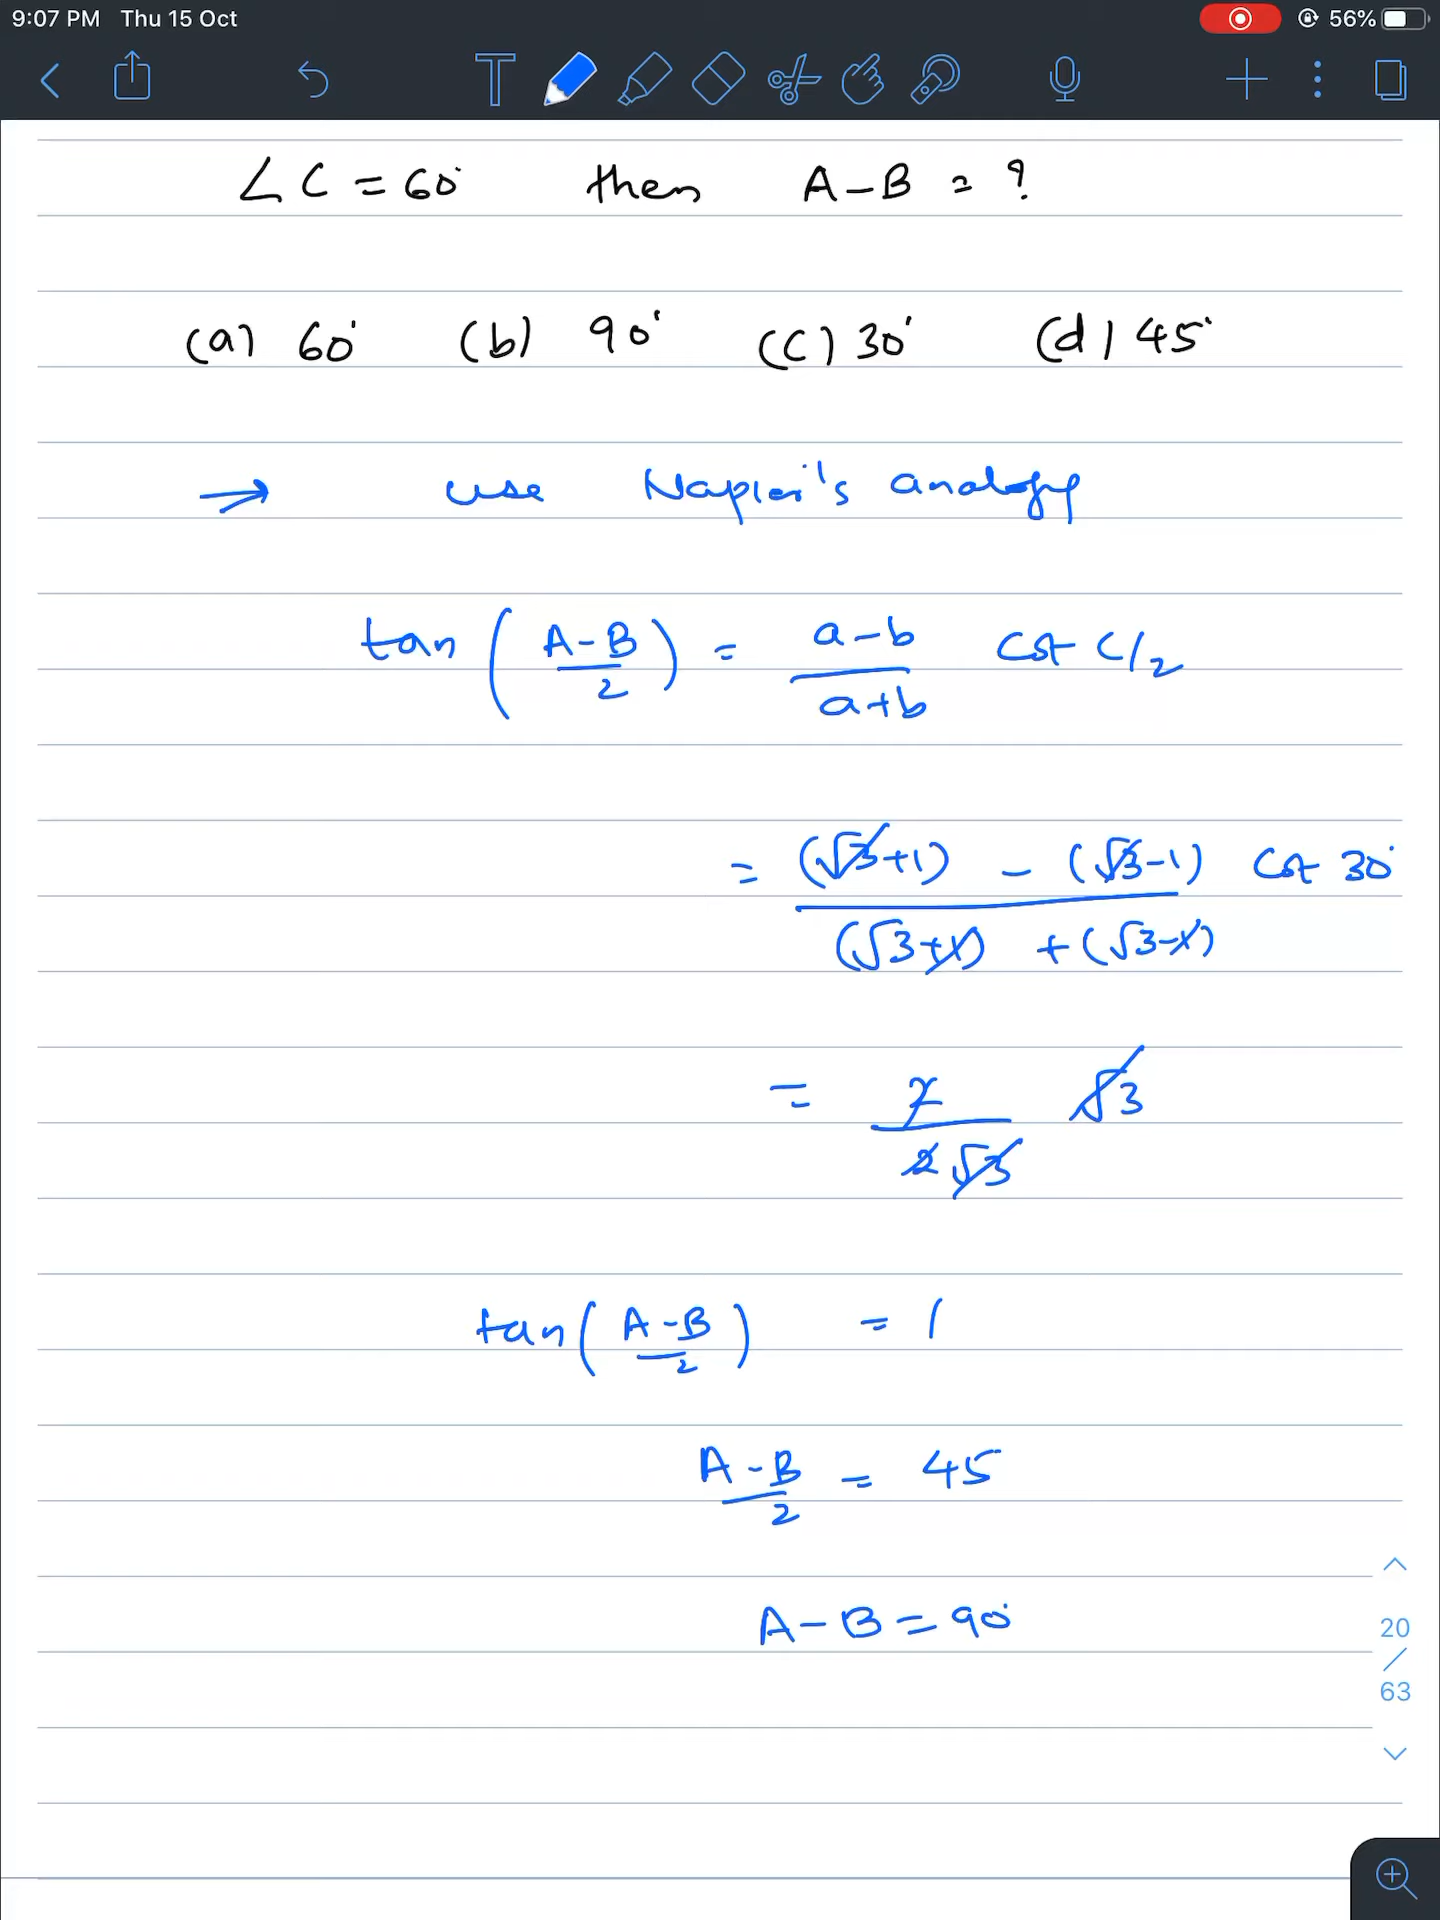 9:07 PM Thu 15 Oct 56%
∠C = 60° then A-B = ?
(a) 60° (b) 90° (c) 30° (d) 45°
→ use Napier's analogy
tan (A-B/2) = a-b/a+b cot C/2
= (√3+1) - (√3-1)/(√3+1) + (√3-1) cot 30°
= 2/2√3 √3
tan (A-B/2) = 1
A-B/2 = 45
A-B = 90°
20
/
63